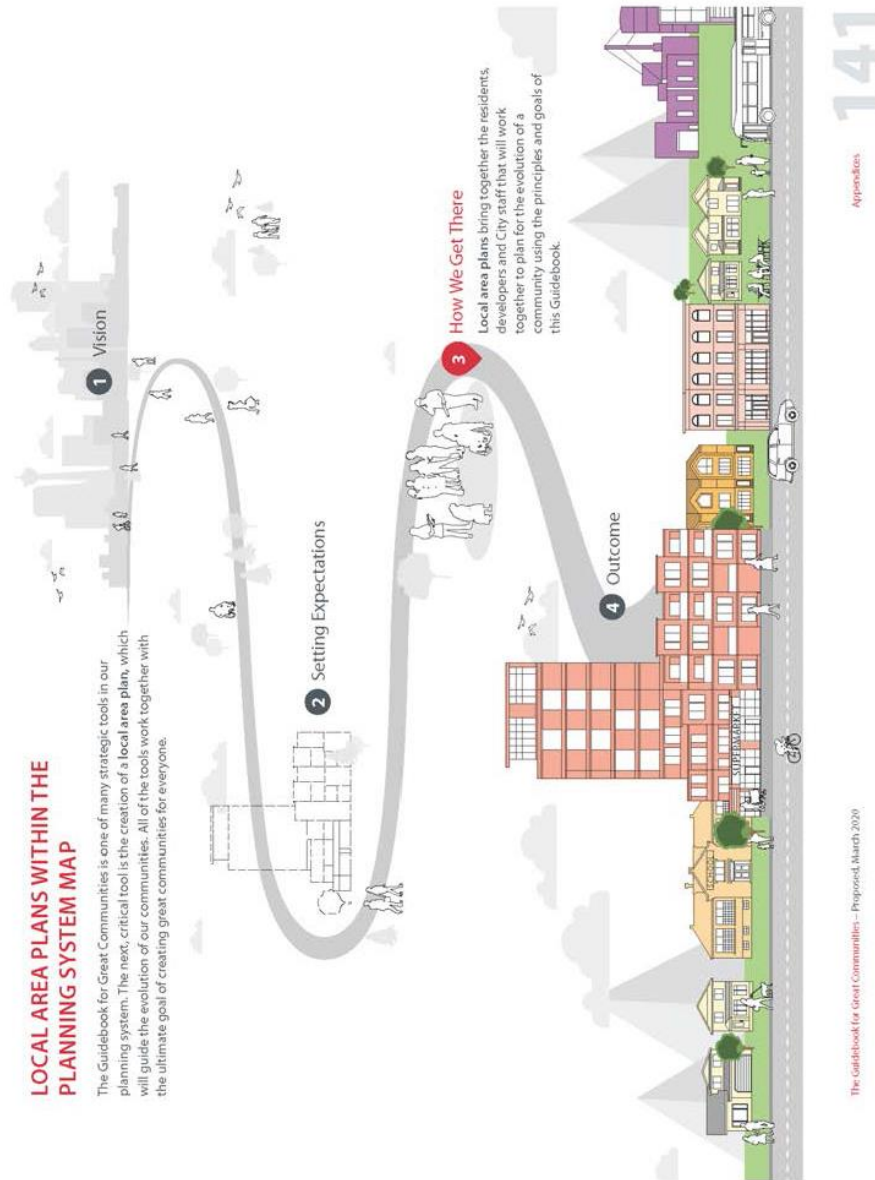 LOCAL AREA PLANS WITHIN THE
PLANNING SYSTEM MAP
The Guidebook for Great Communities is one of many strategic tools in our
planning system. The next, critical tool is the creation of a local area plan, which
will guide the evolution of our communities. All of the tools work together with
the ultimate goal of creating great communities for everyone.
1 Vision
2 Setting Expectations
3 How We Get There
Local area plans bring together the residents,
developers and City staff that will work
together to plan for the evolution of a
community using the principles and goals of
this Guidebook.
4 Outcome
SCHOOL
SUPERMARKET
The Guidebook for Great Communities – Proposed, March 2020
Appendices
141